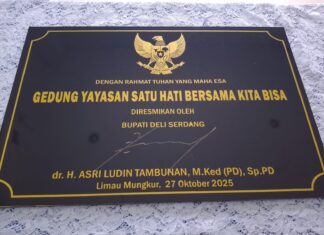 DENGAN RAHMAT TUHAN YANG MAHA ESA
GEDUNG YAYASAN SATU HATI BERSAMA KITA BISA
DIRESMIKAN OLEH
BUPATI DELI SERDANG
dr. H. ASRI LUDIN TAMBUNAN, M.Ked (PD), Sp.PD
Limau Mungkur, 27 Oktober 2025